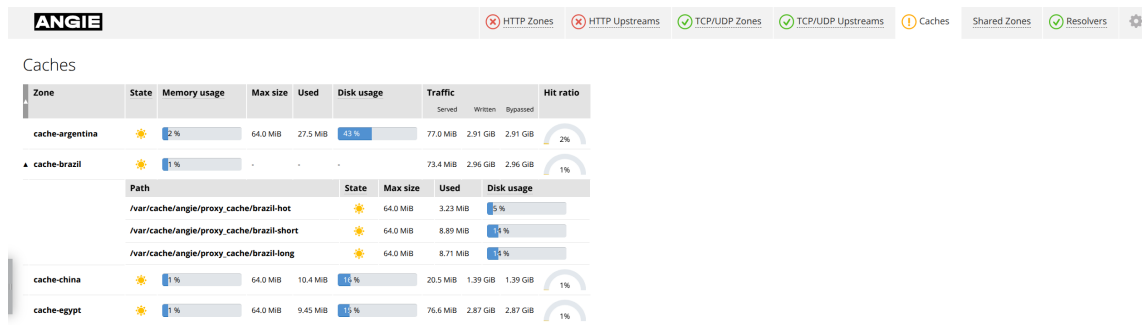 ANGIE HTTP Zones HTTP Upstreams TCP/UDP Zones TCP/UDP Upstreams Caches Shared Zones Resolvers
Caches
Zone State Memory usage Max size Used Disk usage Traffic Hit ratio
Served Written Bypassed
cache-argentina 2 % 64.0 MiB 27.5 MiB 43 % 77.0 MiB 2.91 GiB 2.91 GiB 2%
▲ cache-brazil 1 % - - - 73.4 MiB 2.96 GiB 2.96 GiB 1%
Path State Max size Used Disk usage
/var/cache/angie/proxy_cache/brazil-hot 64.0 MiB 3.23 MiB 5 %
/var/cache/angie/proxy_cache/brazil-short 64.0 MiB 8.89 MiB 14 %
/var/cache/angie/proxy_cache/brazil-long 64.0 MiB 8.71 MiB 14 %
cache-china 1 % 64.0 MiB 10.4 MiB 16 % 20.5 MiB 1.39 GiB 1.39 GiB 1%
cache-egypt 1 % 64.0 MiB 9.45 MiB 15 % 76.6 MiB 2.87 GiB 2.87 GiB 1%